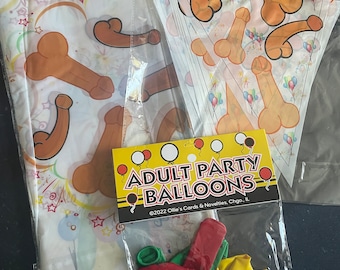 ADULT PARTY
BALLOONS
©2022 Ollie's Cards & Novelties, Chgo., IL